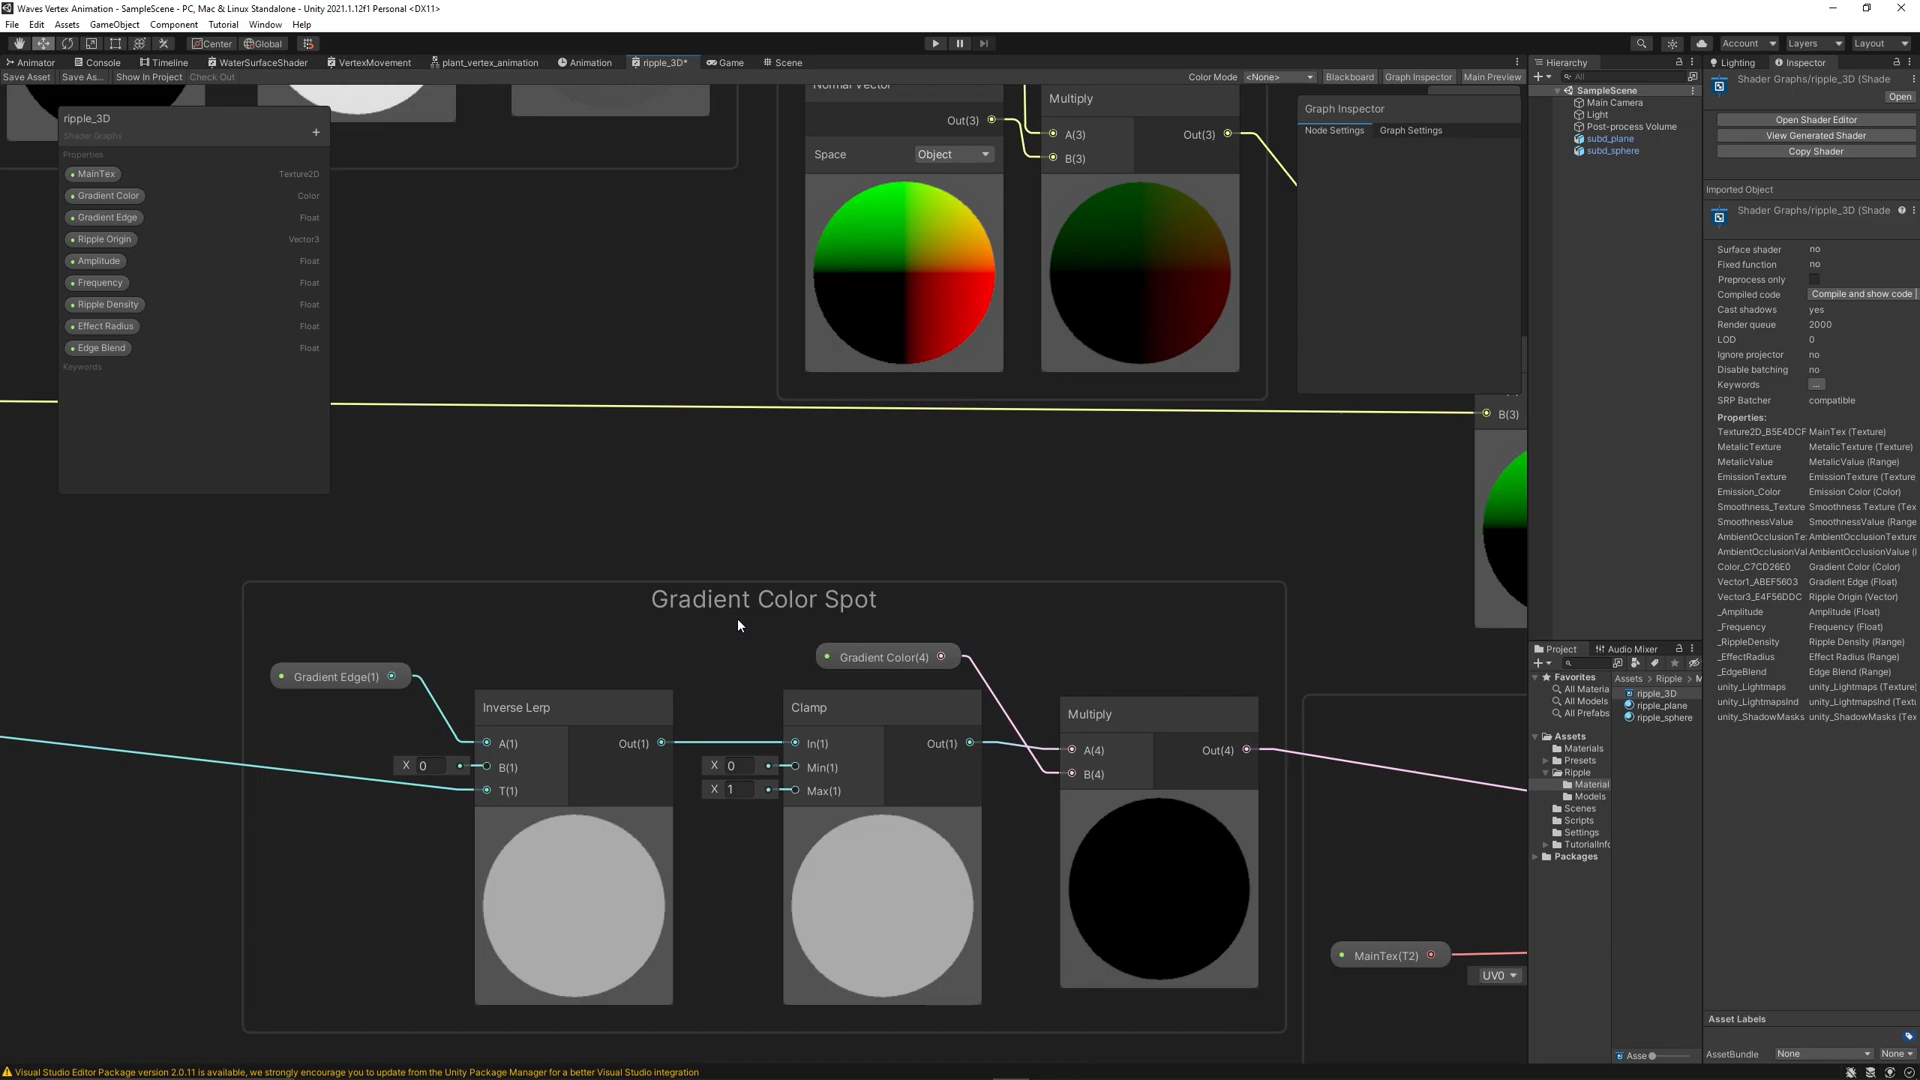 Waves Vertex Animation - SampleScene - PC, Mac & Linux Standalone - Unity 2021.1.12f1 Personal <DX11>
File Edit Assets GameObject Component Tutorial Window Help
Center Global
Account Layers Layout
Animator Console Timeline WaterSurfaceShader VertexMovement plant_vertex_animation Animation ripple_3D* Game Scene
Save Asset Save As... Show In Project Check Out
Color Mode <None> Blackboard Graph Inspector Main Preview
ripple_3D
Shader Graphs
Properties
MainTex Texture2D
Gradient Color Color
Gradient Edge Float
Ripple Origin Vector3
Amplitude Float
Frequency Float
Ripple Density Float
Effect Radius Float
Edge Blend Float
Keywords
Normal Vector
Out(3)
Space Object
Multiply
A(3) Out(3)
B(3)
Graph Inspector
Node Settings Graph Settings
B(3)
Gradient Color Spot
Gradient Edge(1)
Gradient Color(4)
Inverse Lerp
A(1) Out(1)
X 0 B(1)
T(1)
Clamp
In(1) Out(1)
X 0 Min(1)
X 1 Max(1)
Multiply
A(4) Out(4)
B(4)
MainTex(T2)
UV0
Hierarchy
All
SampleScene
Main Camera
Light
Post-process Volume
subd_plane
subd_sphere
Project Audio Mixer
Favorites
All Materia
All Models
All Prefabs
Assets
Materials
Presets
Ripple
Material
Models
Scenes
Scripts
Settings
TutorialInfo
Packages
Assets > Ripple > M
ripple_3D
ripple_plane
ripple_sphere
Asse
Lighting Inspector
Shader Graphs/ripple_3D (Shade
Open
Open Shader Editor
View Generated Shader
Copy Shader
Imported Object
Shader Graphs/ripple_3D (Shade
Surface shader no
Fixed function no
Preprocess only
Compiled code Compile and show code |
Cast shadows yes
Render queue 2000
LOD 0
Ignore projector no
Disable batching no
Keywords ...
SRP Batcher compatible
Properties:
Texture2D_B5E4DCF MainTex (Texture)
MetalicTexture MetalicTexture (Texture)
MetalicValue MetalicValue (Range)
EmissionTexture EmissionTexture (Texture
Emission_Color Emission Color (Color)
Smoothness_Texture Smoothness Texture (Tex
SmoothnessValue SmoothnessValue (Range
AmbientOcclusionTe: AmbientOcclusionTexture
AmbientOcclusionVal AmbientOcclusionValue (
Color_C7CD26E0 Gradient Color (Color)
Vector1_ABEF5603 Gradient Edge (Float)
Vector3_E4F56DDC Ripple Origin (Vector)
_Amplitude Amplitude (Float)
_Frequency Frequency (Float)
_RippleDensity Ripple Density (Range)
_EffectRadius Effect Radius (Range)
_EdgeBlend Edge Blend (Range)
unity_Lightmaps unity_Lightmaps (Texture
unity_LightmapsInd unity_LightmapsInd (Text
unity_ShadowMasks unity_ShadowMasks (Tex
Asset Labels
AssetBundle None None
Visual Studio Editor Package version 2.0.11 is available, we strongly encourage you to update from the Unity Package Manager for a better Visual Studio integration